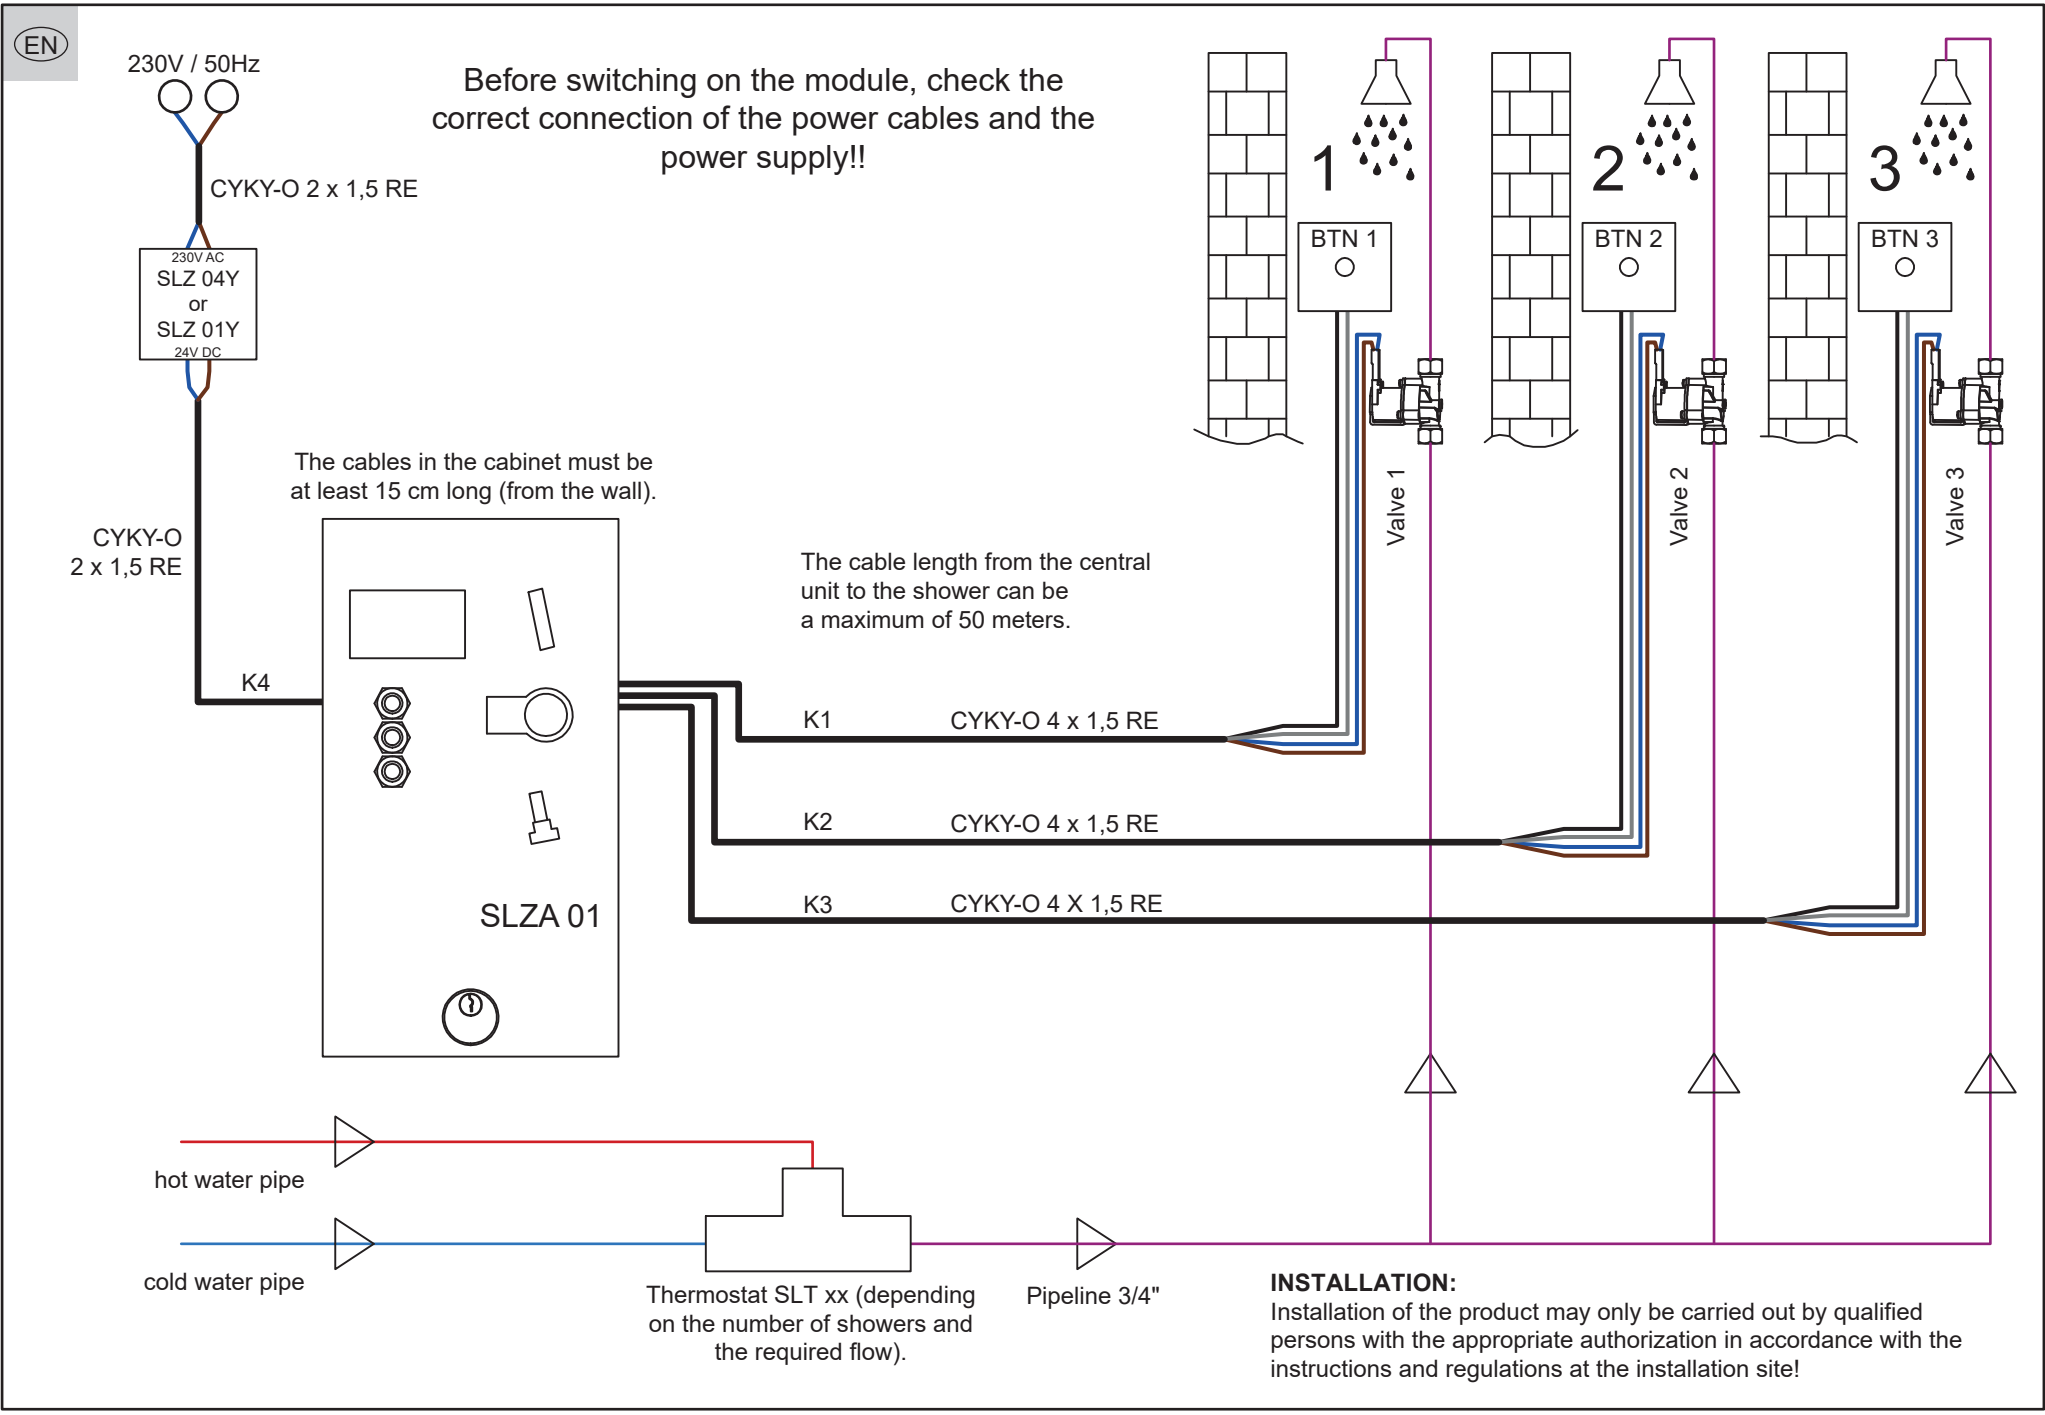 EN
230V / 50Hz
Before switching on the module, check the
correct connection of the power cables and the
power supply!!
CYKY-O 2 x 1,5 RE
230V AC
SLZ 04Y
or
SLZ 01Y
24V DC
1
2
3
BTN 1
BTN 2
BTN 3
The cables in the cabinet must be
at least 15 cm long (from the wall).
CYKY-O
2 x 1,5 RE
Valve 1
Valve 2
Valve 3
The cable length from the central
unit to the shower can be
a maximum of 50 meters.
K4
K1
CYKY-O 4 x 1,5 RE
K2
CYKY-O 4 x 1,5 RE
K3
CYKY-O 4 X 1,5 RE
SLZA 01
hot water pipe
cold water pipe
Thermostat SLT xx (depending
on the number of showers and
the required flow).
Pipeline 3/4"
INSTALLATION:
Installation of the product may only be carried out by qualified
persons with the appropriate authorization in accordance with the
instructions and regulations at the installation site!